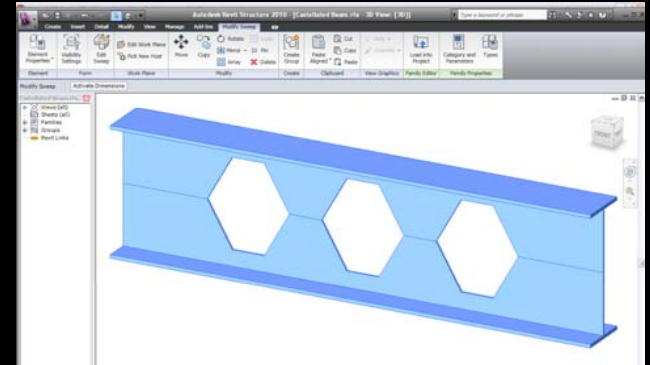 Autodesk Revit Structure 2010 - [Castellated Beam.rfa - 3D View: {3D}]
Type a keyword or phrase
Create Insert Detail Modify View Manage Add-Ins Modify Sweep
Element Properties Visibility Settings Edit Sweep Edit Work Plane Pick New Host Move Copy Rotate Mirror Array Pin Delete Create Group Paste Aligned Cut Copy Paste Load into Project Category and Parameters Types
Element Form Work Plane Modify Create Clipboard View Graphics Family Editor Family Properties
Modify Sweep Activate Dimensions
Views (all)
Sheets (all)
Families
Groups
Revit Links
FRONT